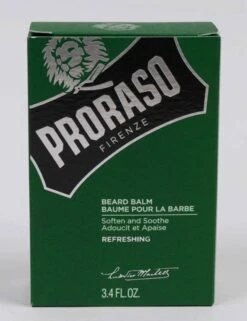 PRORASO
FIRENZE
BEARD BALM
BAUME POUR LA BARBE
Soften and Soothe
Adoucit et Apaise
REFRESHING
3.4 FL.OZ.